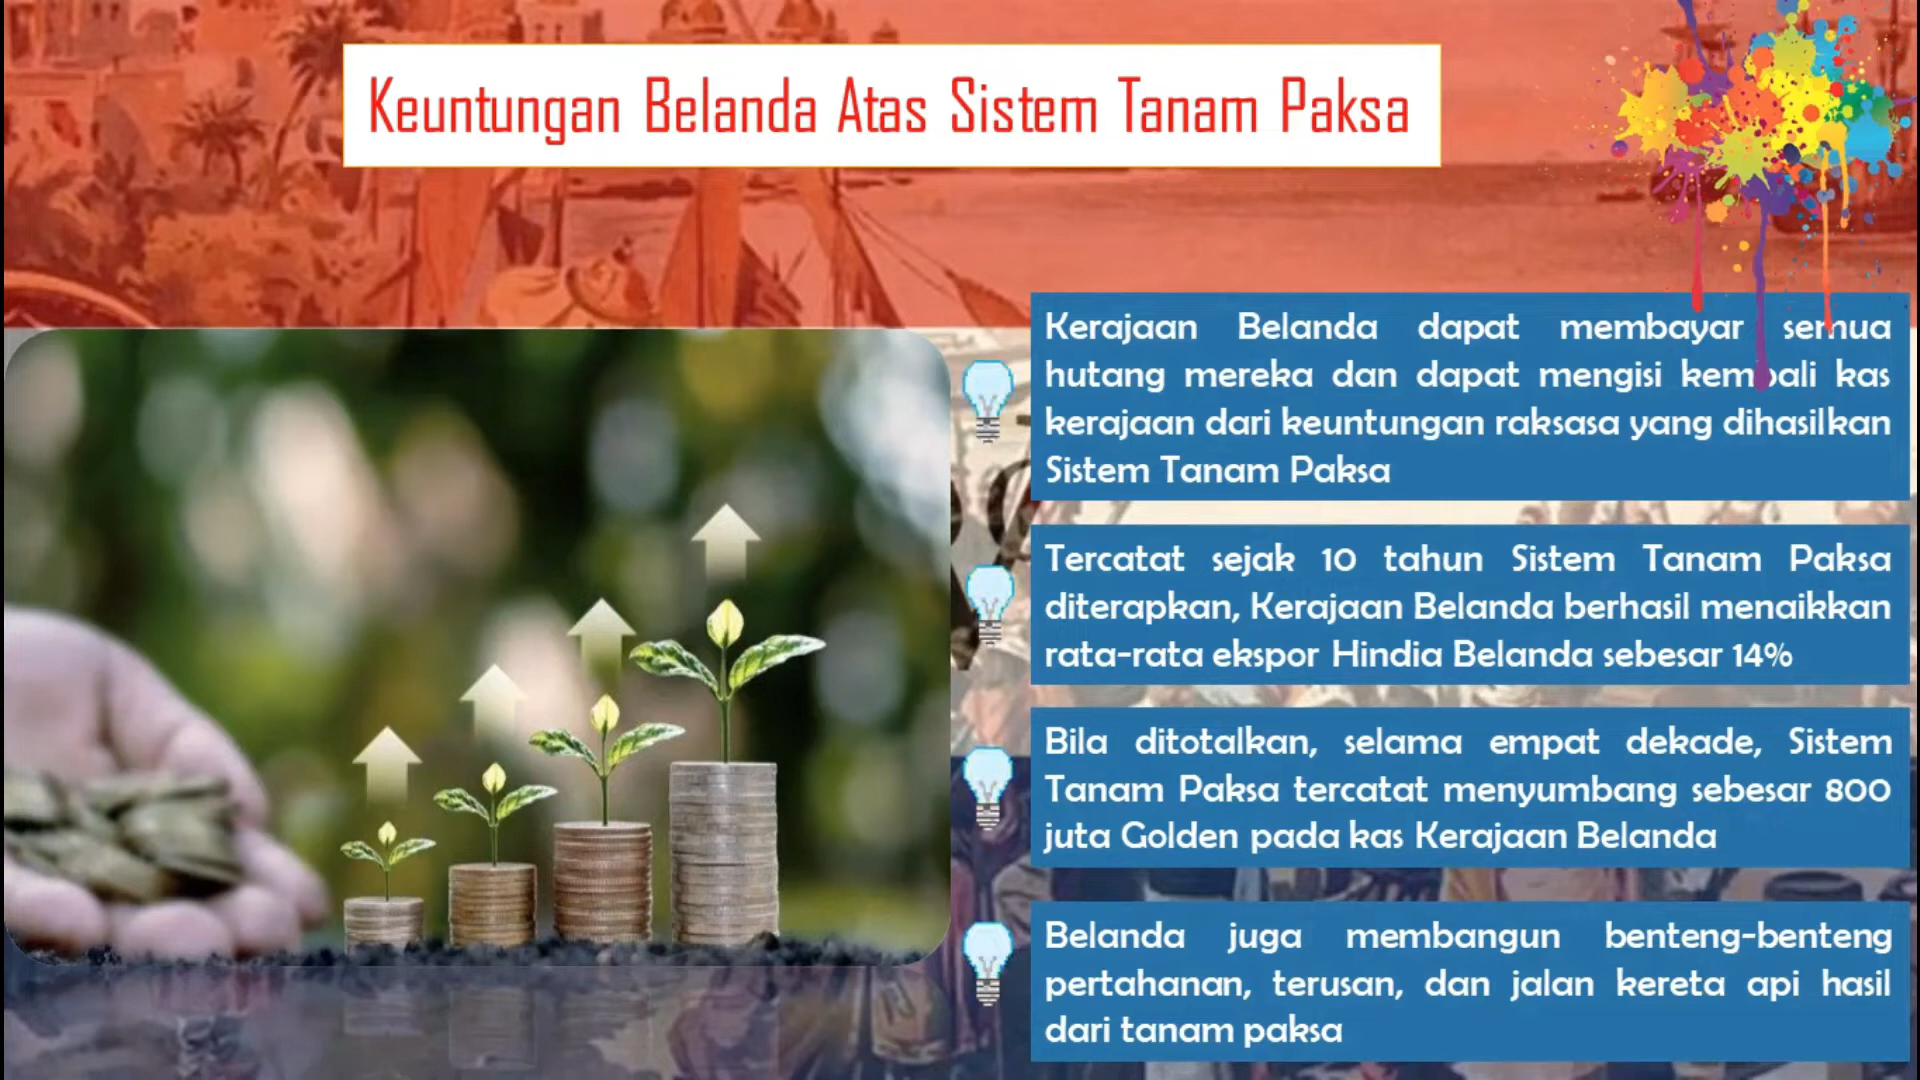 Keuntungan Belanda Atas Sistem Tanam Paksa
Kerajaan Belanda dapat membayar semua
hutang mereka dan dapat mengisi kembali kas
kerajaan dari keuntungan raksasa yang dihasilkan
Sistem Tanam Paksa
Tercatat sejak 10 tahun Sistem Tanam Paksa
diterapkan, Kerajaan Belanda berhasil menaikkan
rata-rata ekspor Hindia Belanda sebesar 14%
Bila ditotalkan, selama empat dekade, Sistem
Tanam Paksa tercatat menyumbang sebesar 800
juta Golden pada kas Kerajaan Belanda
Belanda juga membangun benteng-benteng
pertahanan, terusan, dan jalan kereta api hasil
dari tanam paksa